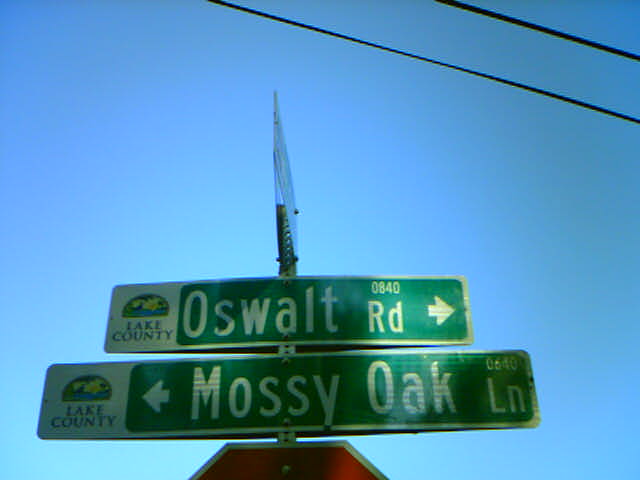 0840
LAKE COUNTY Oswalt Rd →
0640
LAKE COUNTY ← Mossy Oak Ln